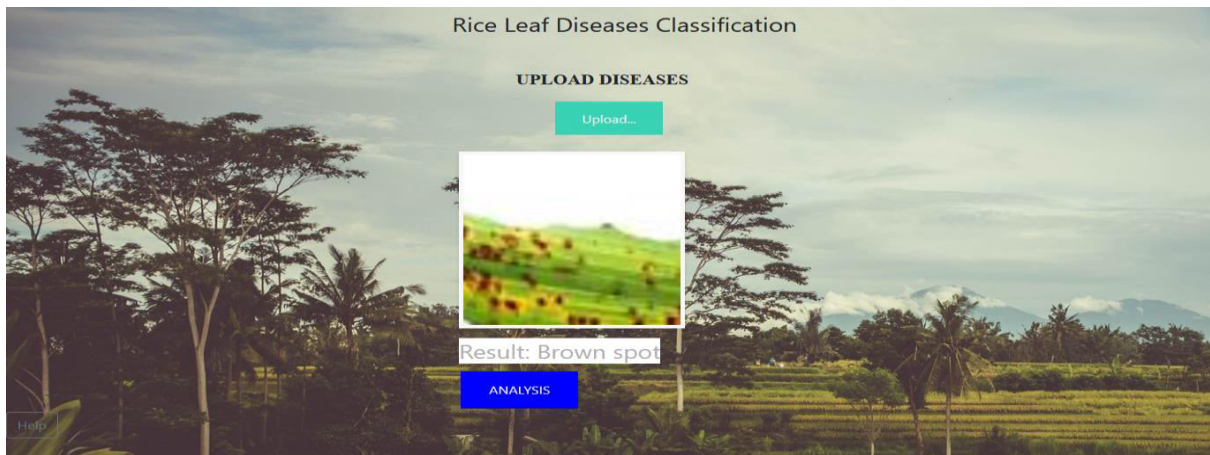 Rice Leaf Diseases Classification
UPLOAD DISEASES
Upload...
Result: Brown spot
ANALYSIS
Help